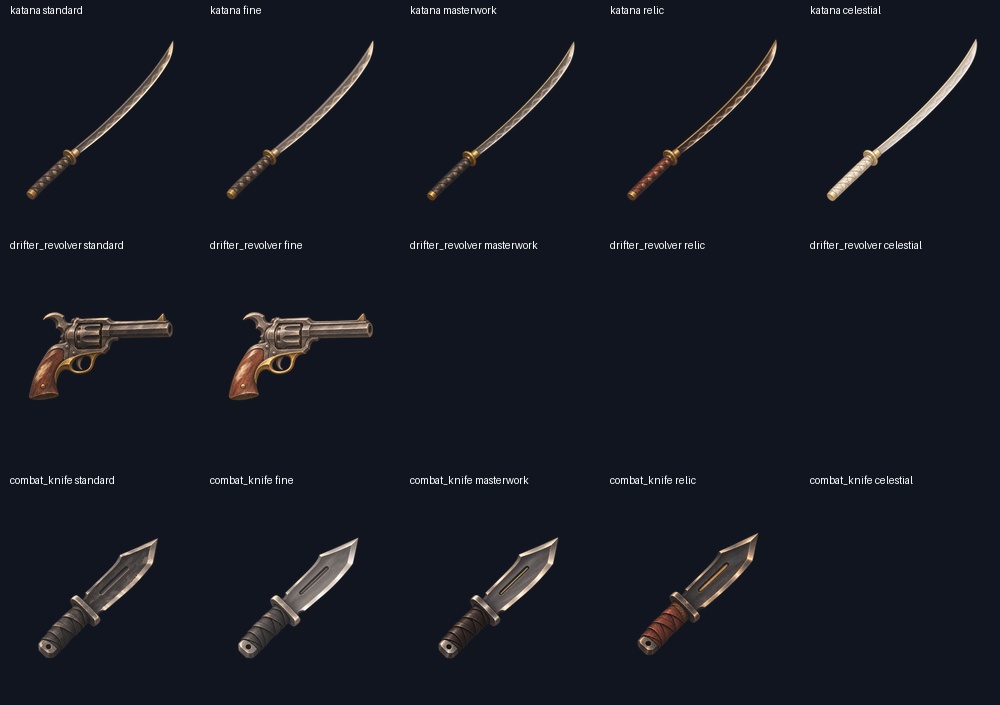 katana standard
katana fine
katana masterwork
katana relic
katana celestial
drifter_revolver standard
drifter_revolver fine
drifter_revolver masterwork
drifter_revolver relic
drifter_revolver celestial
combat_knife standard
combat_knife fine
combat_knife masterwork
combat_knife relic
combat_knife celestial